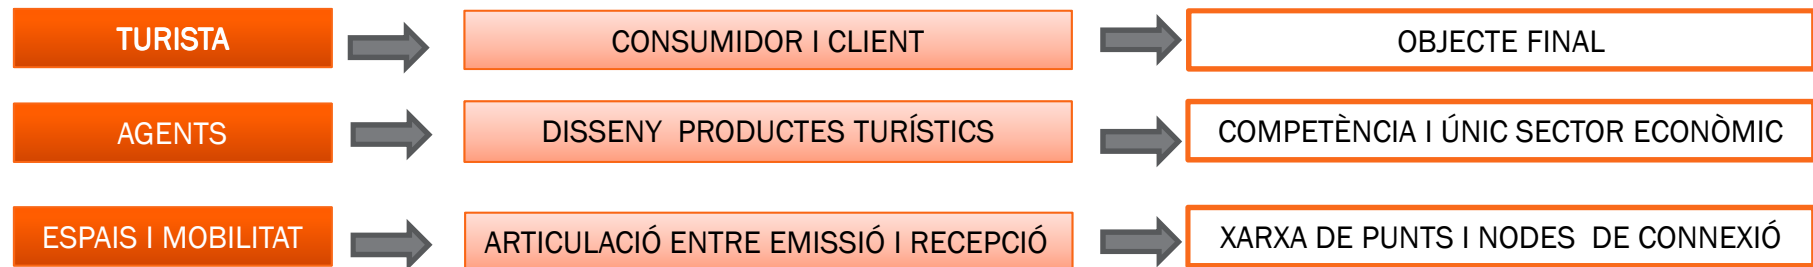 TURISTA
CONSUMIDOR I CLIENT
OBJECTE FINAL
AGENTS
DISSENY PRODUCTES TURÍSTICS
COMPETÈNCIA I ÚNIC SECTOR ECONÒMIC
ESPAIS I MOBILITAT
ARTICULACIÓ ENTRE EMISSIÓ I RECEPCIÓ
XARXA DE PUNTS I NODES DE CONNEXIÓ